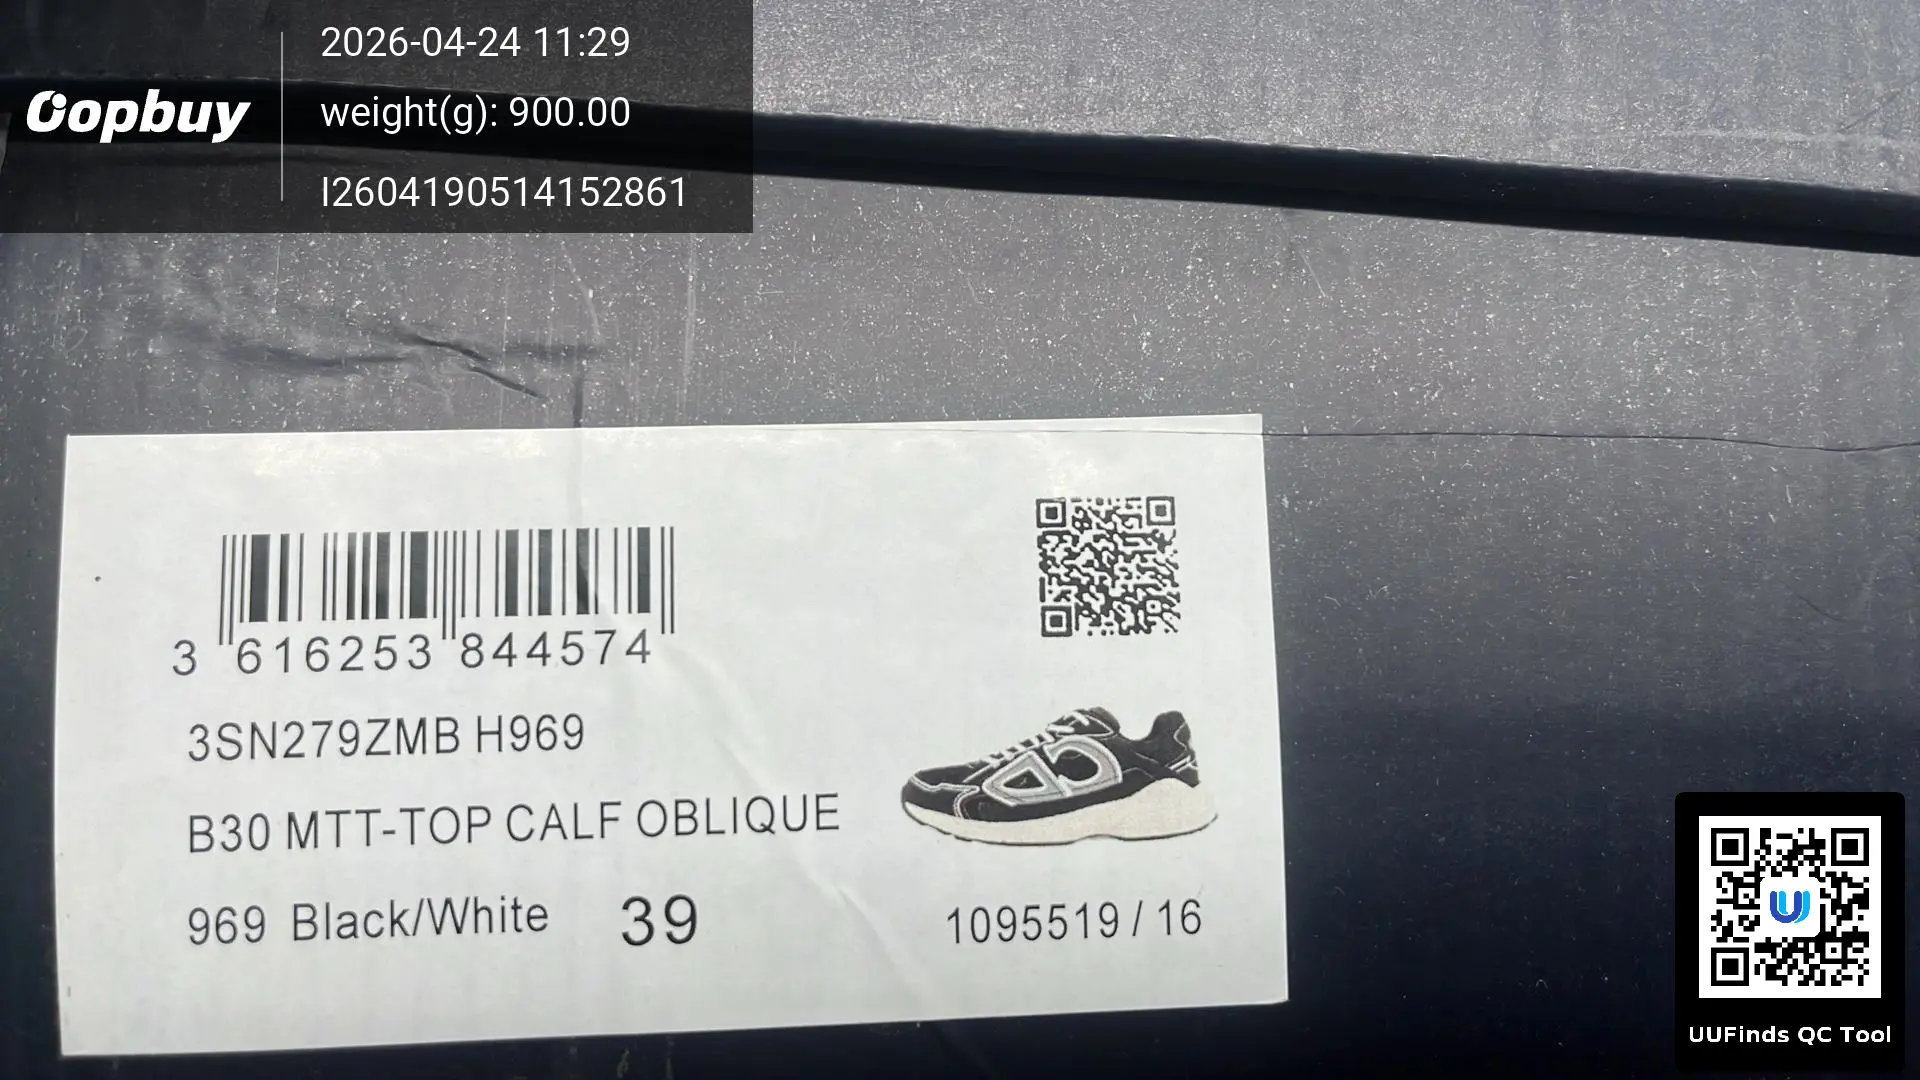 2026-04-24 11:29
oopbuy
weight(g): 900.00
I2604190514152861
3 616253 844574
3SN279ZMB H969
B30 MTT-TOP CALF OBLIQUE
969 Black/White 39
1095519 / 16
UUFinds QC Tool